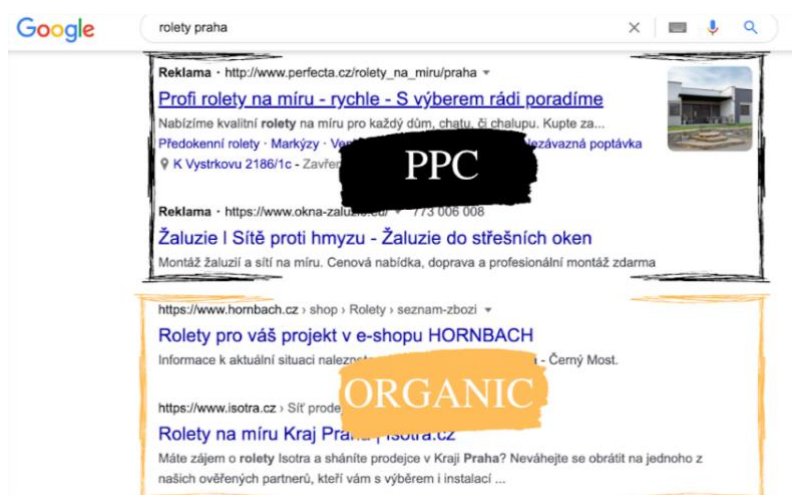 Google
rolety praha
Reklama · http://www.perfecta.cz/rolety_na_miru/praha
Profi rolety na míru - rychle - S výběrem rádi poradíme
Nabízíme kvalitní rolety na míru pro každý dům, chatu, či chalupu. Kupte za...
Předokenní rolety · Markýzy · nezávazná poptávka
K Vystrkovu 2186/1c -
PPC
Reklama · https://www.okna-zaluzie.eu/ 773 006 008
Žaluzie I Sítě proti hmyzu - Žaluzie do střešních oken
Montáž žaluzií a sítí na míru. Cenová nabídka, doprava a profesionální montáž zdarma
https://www.hornbach.cz › shop › Rolety › seznam-zbozi
Rolety pro váš projekt v e-shopu HORNBACH
Informace k aktuální situaci - Černý Most.
ORGANIC
https://www.isotra.cz › Síť
Rolety na míru Kraj Praha | isotra.cz
Máte zájem o rolety Isotra a sháníte prodejce v Kraji Praha? Neváhejte se obrátit na jednoho z
našich ověřených partnerů, kteří vám s výběrem i instalací ...